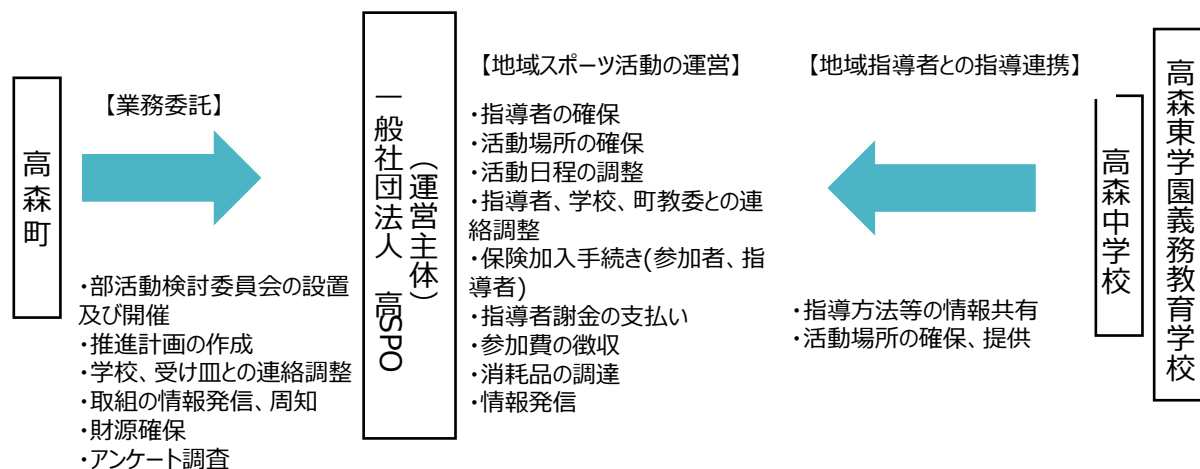 高森町
【業務委託】
・部活動検討委員会の設置
及び開催
・推進計画の作成
・学校、受け皿との連絡調整
・取組の情報発信、周知
・財源確保
・アンケート調査
一般社団法人 高SPO
（運営主体）
【地域スポーツ活動の運営】
・指導者の確保
・活動場所の確保
・活動日程の調整
・指導者、学校、町教委との連
絡調整
・保険加入手続き(参加者、指
導者)
・指導者謝金の支払い
・参加費の徴収
・消耗品の調達
・情報発信
【地域指導者との指導連携】
・指導方法等の情報共有
・活動場所の確保、提供
高森中学校
高森東学園義務教育学校